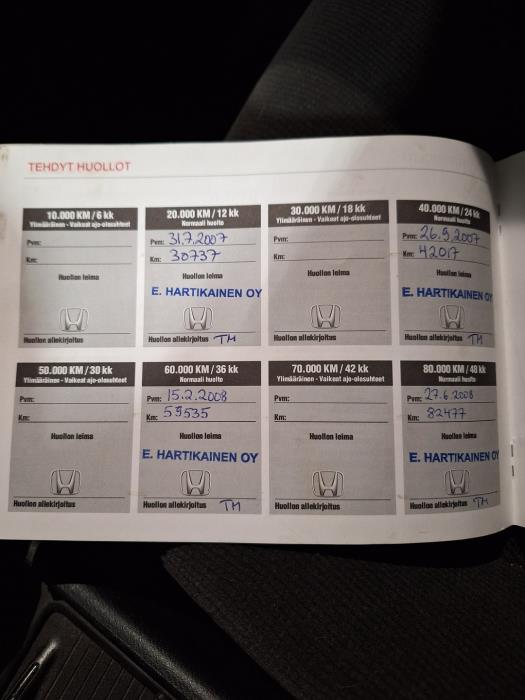 TEHDYT HUOLLOT
10.000 KM / 6 kk
Ylimääräinen - Vaikeat ajo-olosuhteet
Pvm:
Km:
Huollon leima
Huollon allekirjoitus
20.000 KM / 12 kk
Normaali huolto
Pvm: 31.7.2007
Km: 30737
Huollon leima
E. HARTIKAINEN OY
Huollon allekirjoitus TM
30.000 KM / 18 kk
Ylimääräinen - Vaikeat ajo-olosuhteet
Pvm:
Km:
Huollon leima
Huollon allekirjoitus
40.000 KM / 24 kk
Normaali huolto
Pvm: 26.9.2007
Km: 42017
Huollon leima
E. HARTIKAINEN OY
Huollon allekirjoitus TM
50.000 KM / 30 kk
Ylimääräinen - Vaikeat ajo-olosuhteet
Pvm:
Km:
Huollon leima
Huollon allekirjoitus
60.000 KM / 36 kk
Normaali huolto
Pvm: 15.2.2008
Km: 59535
Huollon leima
E. HARTIKAINEN OY
Huollon allekirjoitus TM
70.000 KM / 42 kk
Ylimääräinen - Vaikeat ajo-olosuhteet
Pvm:
Km:
Huollon leima
Huollon allekirjoitus
80.000 KM / 48 kk
Normaali huolto
Pvm: 27.6.2008
Km: 82477
Huollon leima
E. HARTIKAINEN OY
Huollon allekirjoitus TM